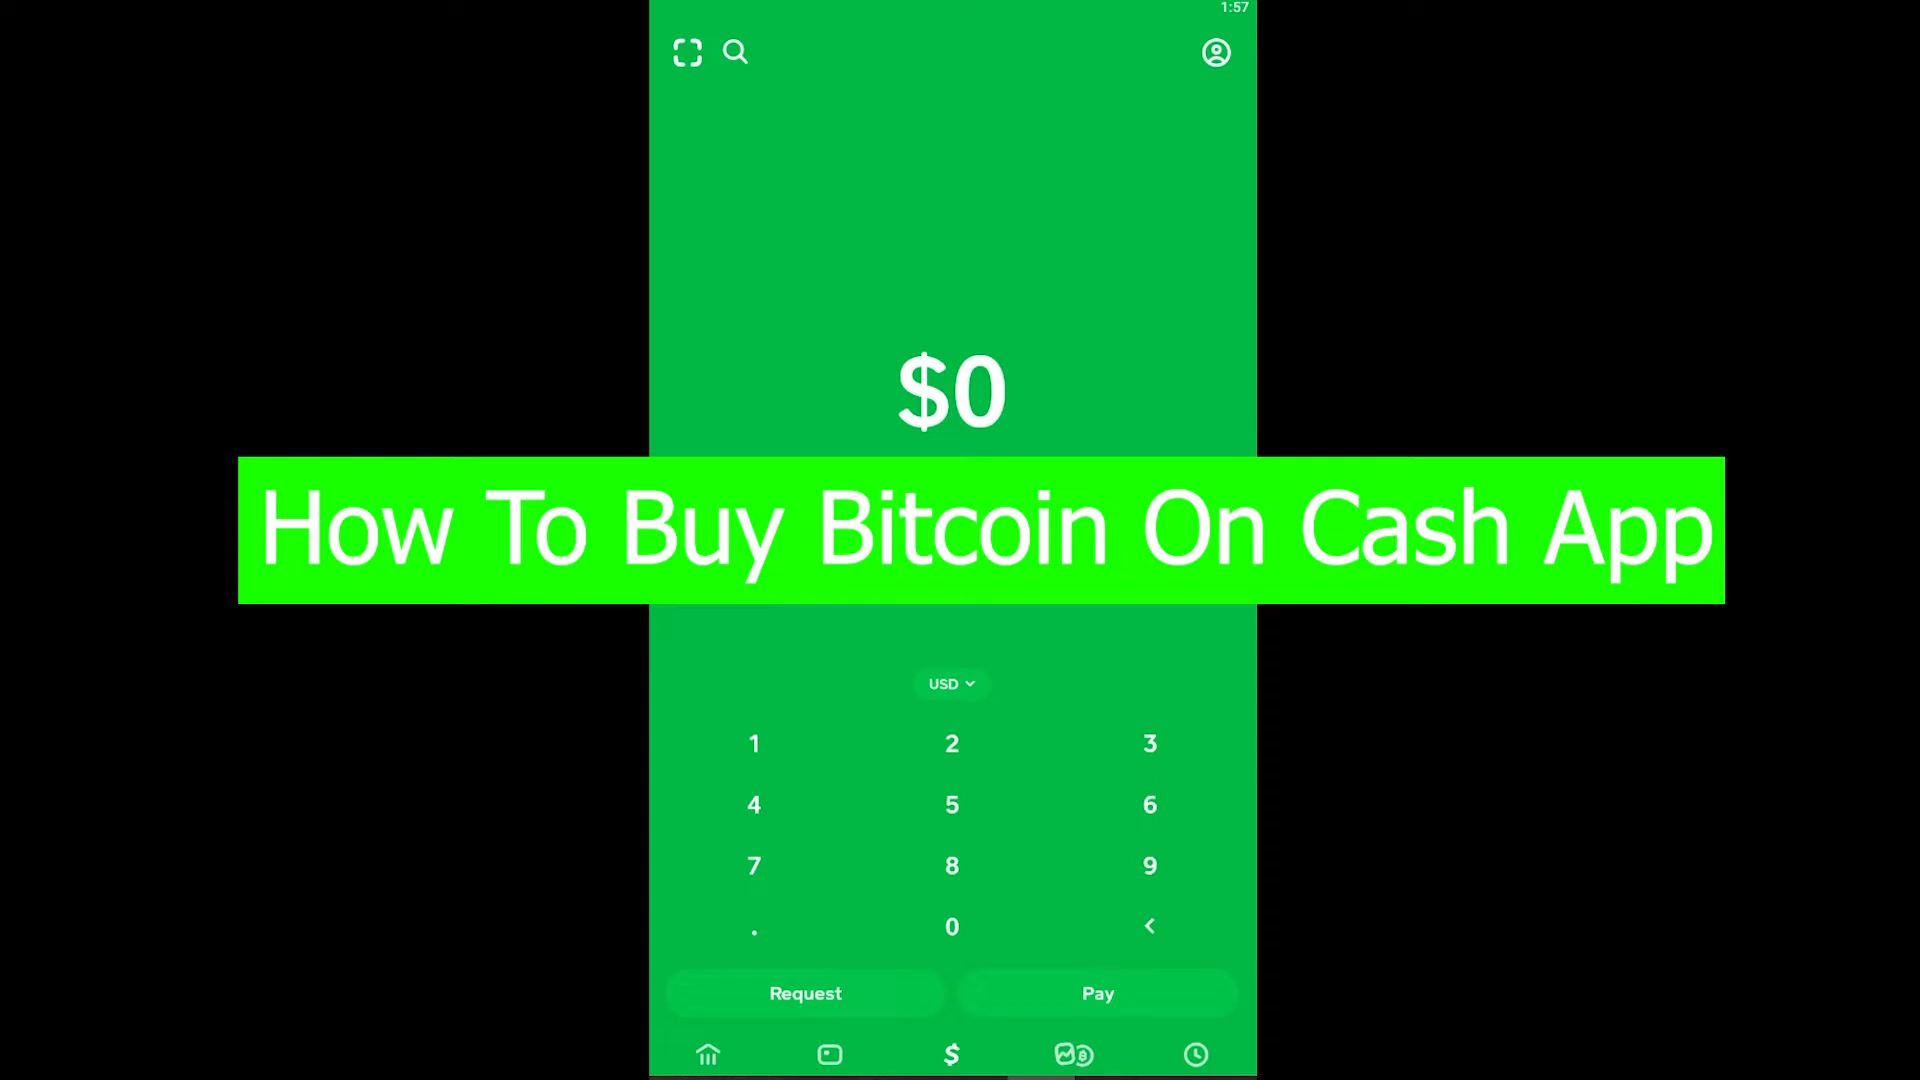 1:57
$0
How To Buy Bitcoin On Cash App
USD
1 2 3
4 5 6
7 8 9
. 0 <
Request Pay
$